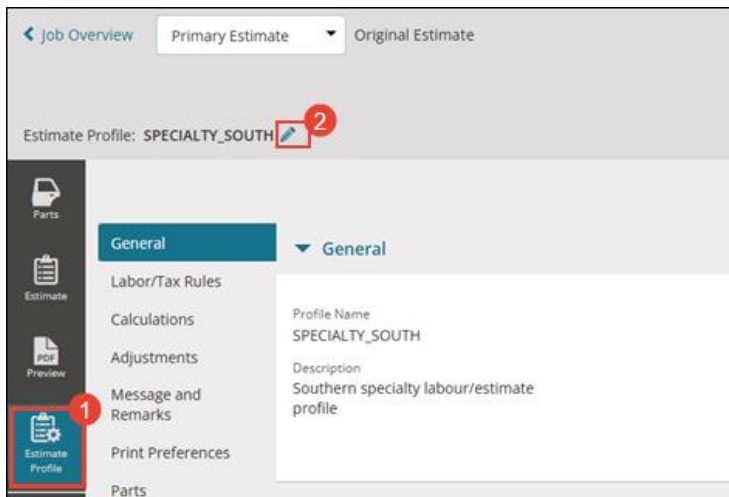 Job Overview
Primary Estimate
Original Estimate
2
Estimate Profile: SPECIALTY_SOUTH
Parts
General
General
Estimate
Labor/Tax Rules
Calculations
Profile Name
SPECIALTY_SOUTH
PDF
Preview
Adjustments
Description
Southern specialty labour/estimate
profile
Message and
Remarks
1
Estimate
Profile
Print Preferences
Parts